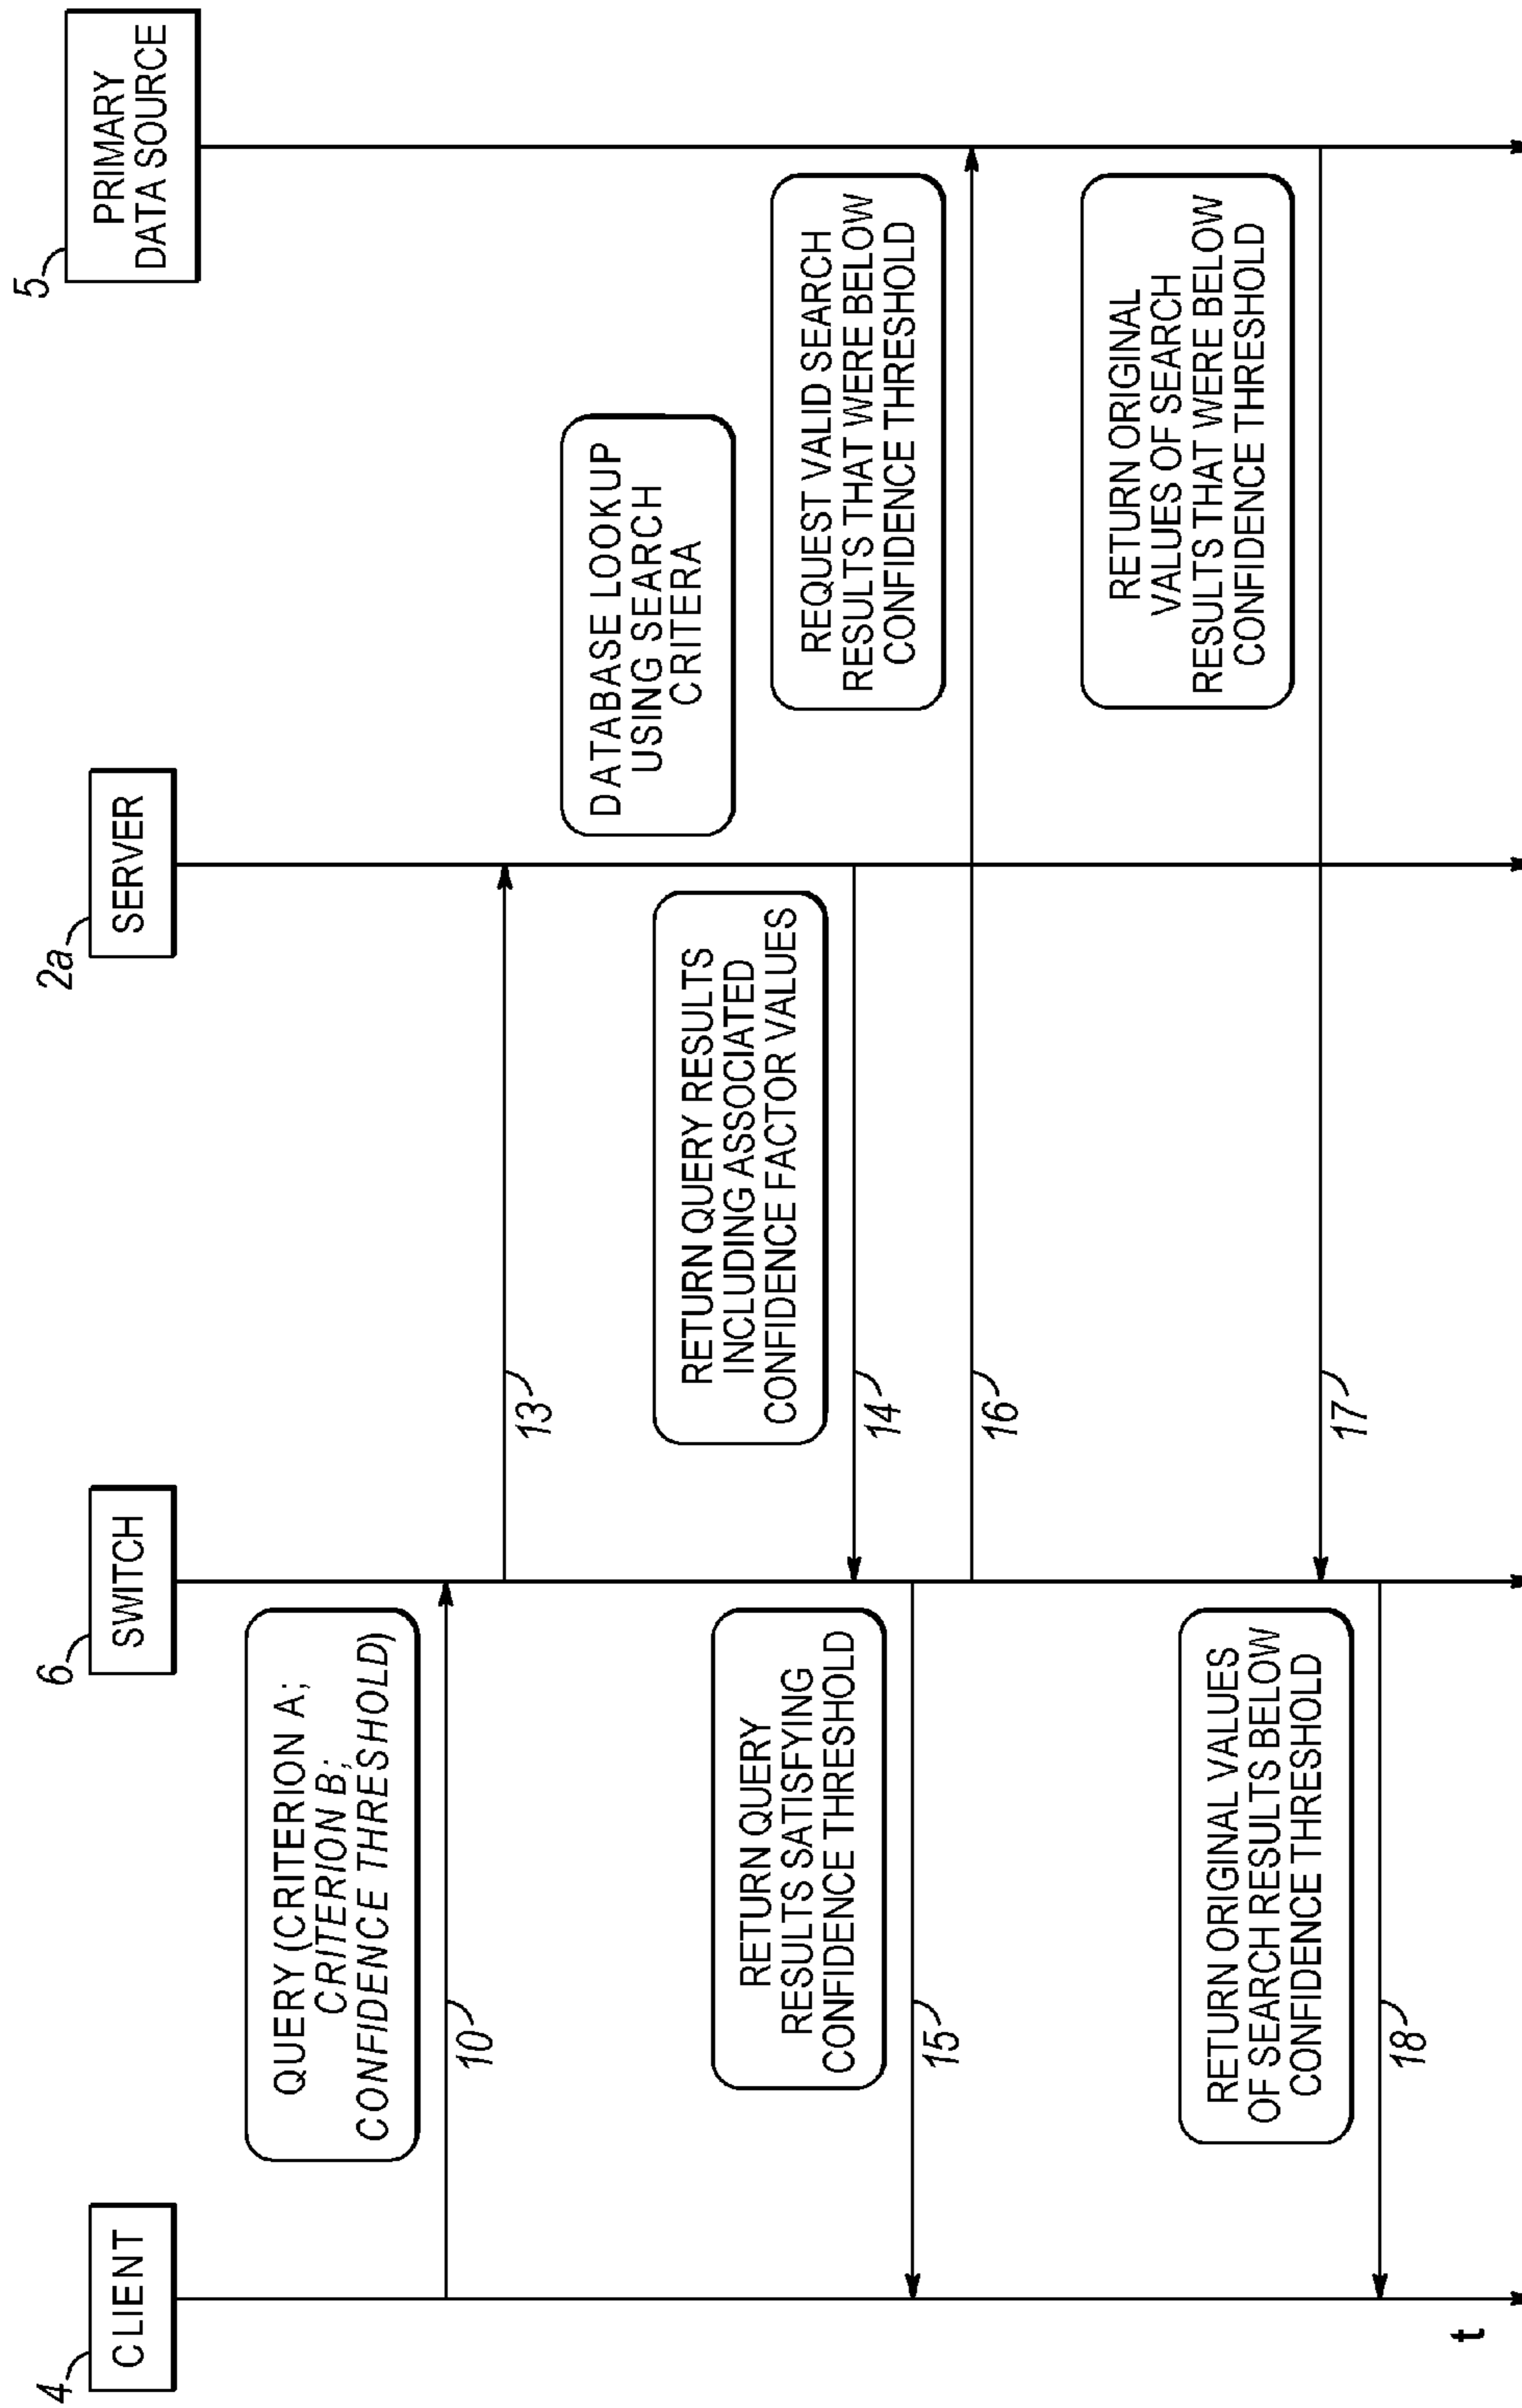 4
CLIENT
6
SWITCH
2a
SERVER
5
PRIMARY
DATA SOURCE
QUERY (CRITERION A;
CRITERION B;
CONFIDENCE THRESHOLD)
10
13
DATABASE LOOKUP
USING SEARCH
CRITERA
RETURN QUERY RESULTS
INCLUDING ASSOCIATED
CONFIDENCE FACTOR VALUES
14
RETURN QUERY
RESULTS SATISFYING
CONFIDENCE THRESHOLD
15
REQUEST VALID SEARCH
RESULTS THAT WERE BELOW
CONFIDENCE THRESHOLD
16
RETURN ORIGINAL
VALUES OF SEARCH
RESULTS THAT WERE BELOW
CONFIDENCE THRESHOLD
17
RETURN ORIGINAL VALUES
OF SEARCH RESULTS BELOW
CONFIDENCE THRESHOLD
18
t